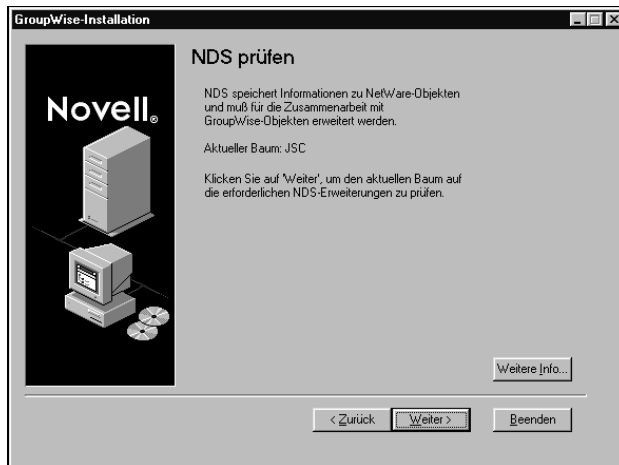 GroupWise-Installation
Novell®
NDS prüfen
NDS speichert Informationen zu NetWare-Objekten
und muß für die Zusammenarbeit mit
GroupWise-Objekten erweitert werden.
Aktueller Baum: JSC
Klicken Sie auf 'Weiter', um den aktuellen Baum auf
die erforderlichen NDS-Erweiterungen zu prüfen.
Weitere Info...
< Zurück
Weiter >
Beenden